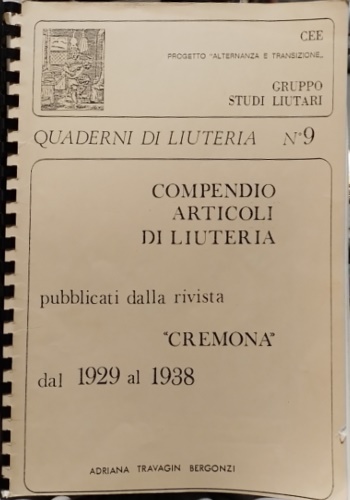 CEE
PROGETTO "ALTERNANZA E TRANSIZIONE„
GRUPPO
STUDI LIUTARI
QUADERNI DI LIUTERIA N°9
COMPENDIO
ARTICOLI
DI LIUTERIA
pubblicati dalla rivista
"CREMONA"
dal 1929 al 1938
ADRIANA TRAVAGIN BERGONZI